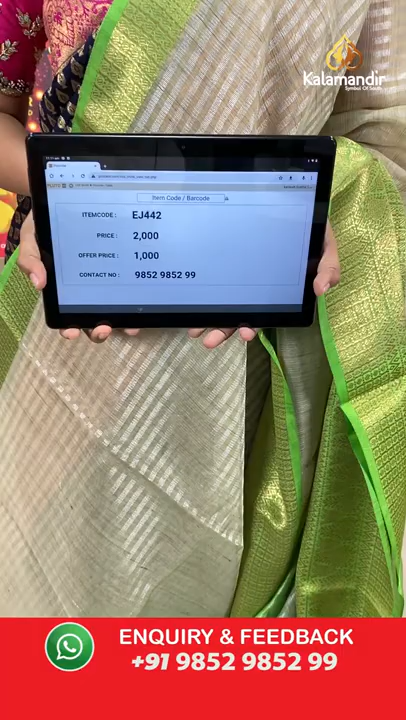 Kalamandir
Symbol Of South
Item Code / Barcode
ITEMCODE : EJ442
PRICE : 2,000
OFFER PRICE : 1,000
CONTACT NO : 9852 9852 99
ENQUIRY & FEEDBACK
+91 9852 9852 99